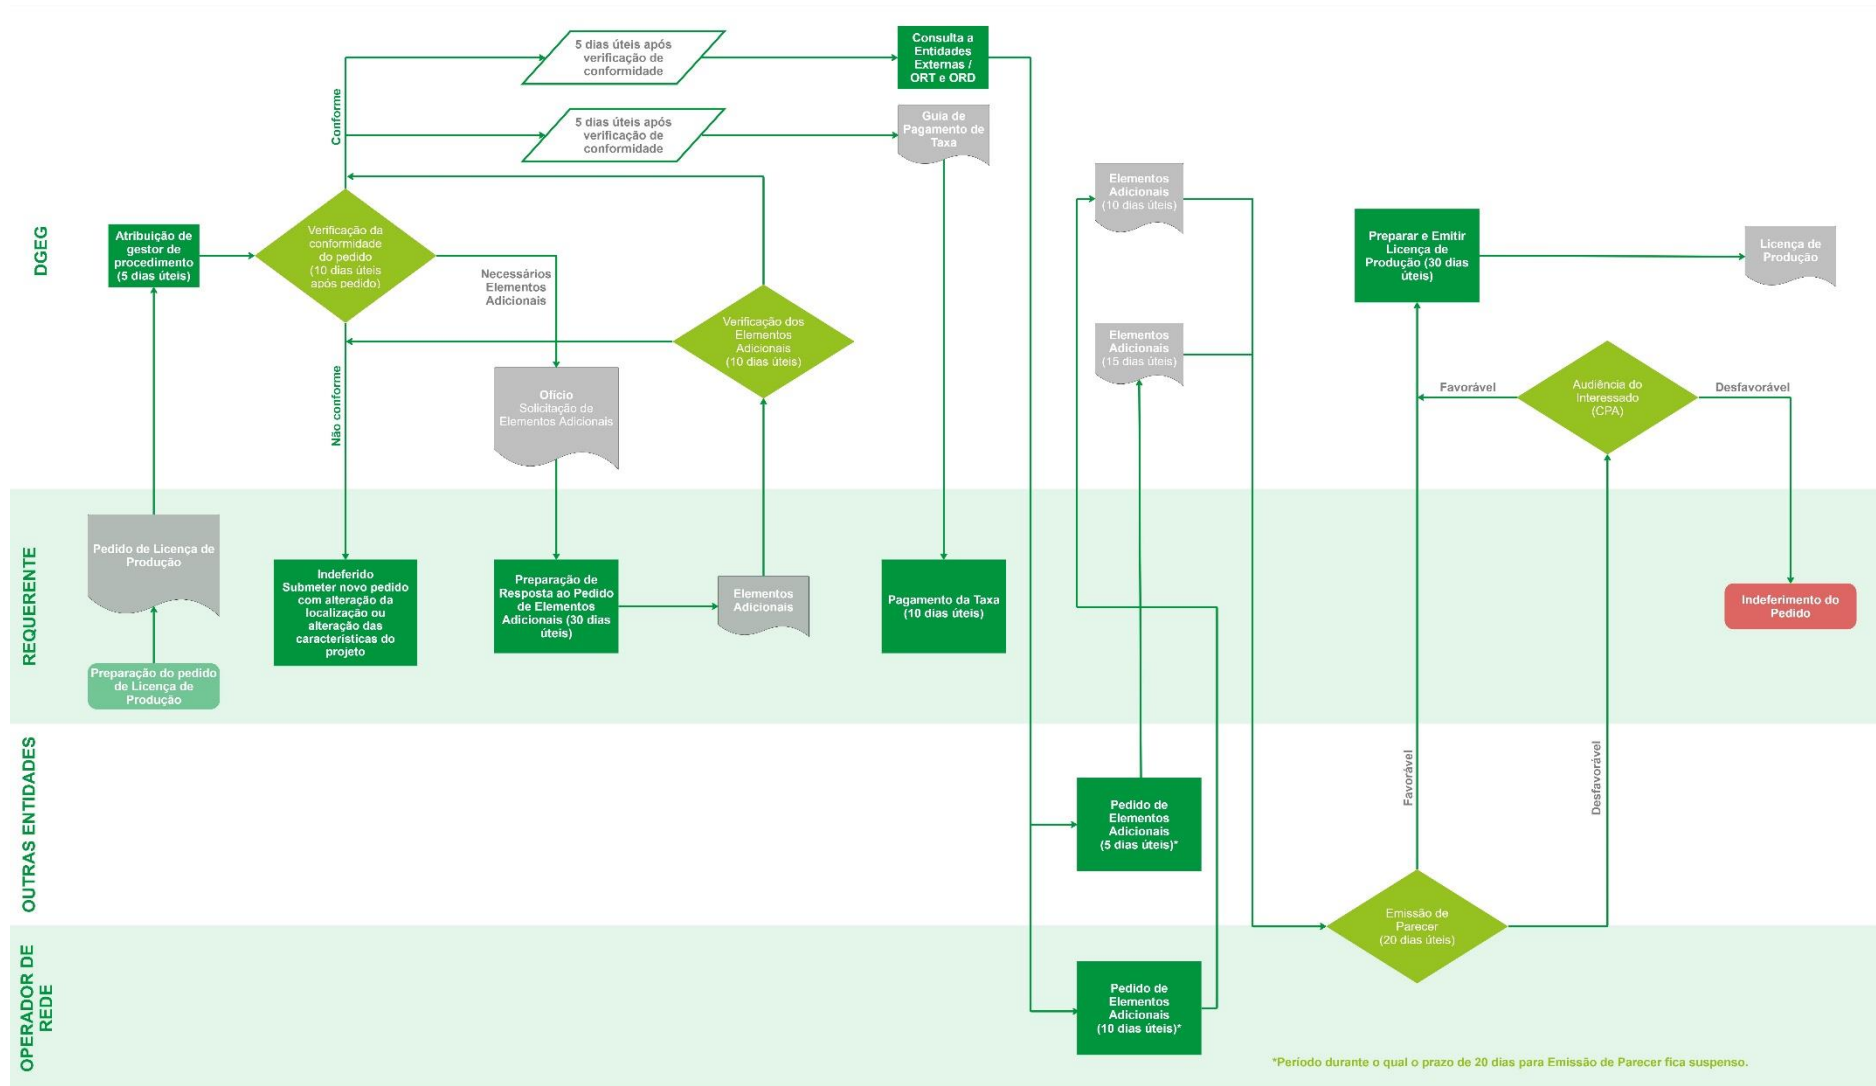 DGEG
5 dias úteis após
verificação de
conformidade
Consulta a
Entidades
Externas /
ORT e ORD
Conforme
5 dias úteis após
verificação de
conformidade
Guia de
Pagamento de
Taxa
Atribuição de
gestor de
procedimento
(5 dias úteis)
Verificação da
conformidade
do pedido
(10 dias úteis
após pedido)
Necessários
Elementos
Adicionais
Verificação dos
Elementos
Adicionais
(10 dias úteis)
Não conforme
Ofício
Solicitação de
Elementos Adicionais
Elementos
Adicionais
(10 dias úteis)
Elementos
Adicionais
(15 dias úteis)
Preparar e Emitir
Licença de
Produção (30 dias
úteis)
Licença de
Produção
Favorável
Audiência do
Interessado
(CPA)
Desfavorável
REQUERENTE
Pedido de Licença de
Produção
Preparação do pedido
de Licença de
Produção
Indeferido
Submeter novo pedido
com alteração da
localização ou
alteração das
características do
projeto
Preparação de
Resposta ao Pedido
de Elementos
Adicionais (30 dias
úteis)
Elementos
Adicionais
Pagamento da Taxa
(10 dias úteis)
Indeferimento do
Pedido
OUTRAS ENTIDADES
Pedido de
Elementos
Adicionais
(5 dias úteis)*
Favorável
Desfavorável
Emissão de
Parecer
(20 dias úteis)
OPERADOR DE
REDE
Pedido de
Elementos
Adicionais
(10 dias úteis)*
*Período durante o qual o prazo de 20 dias para Emissão de Parecer fica suspenso.